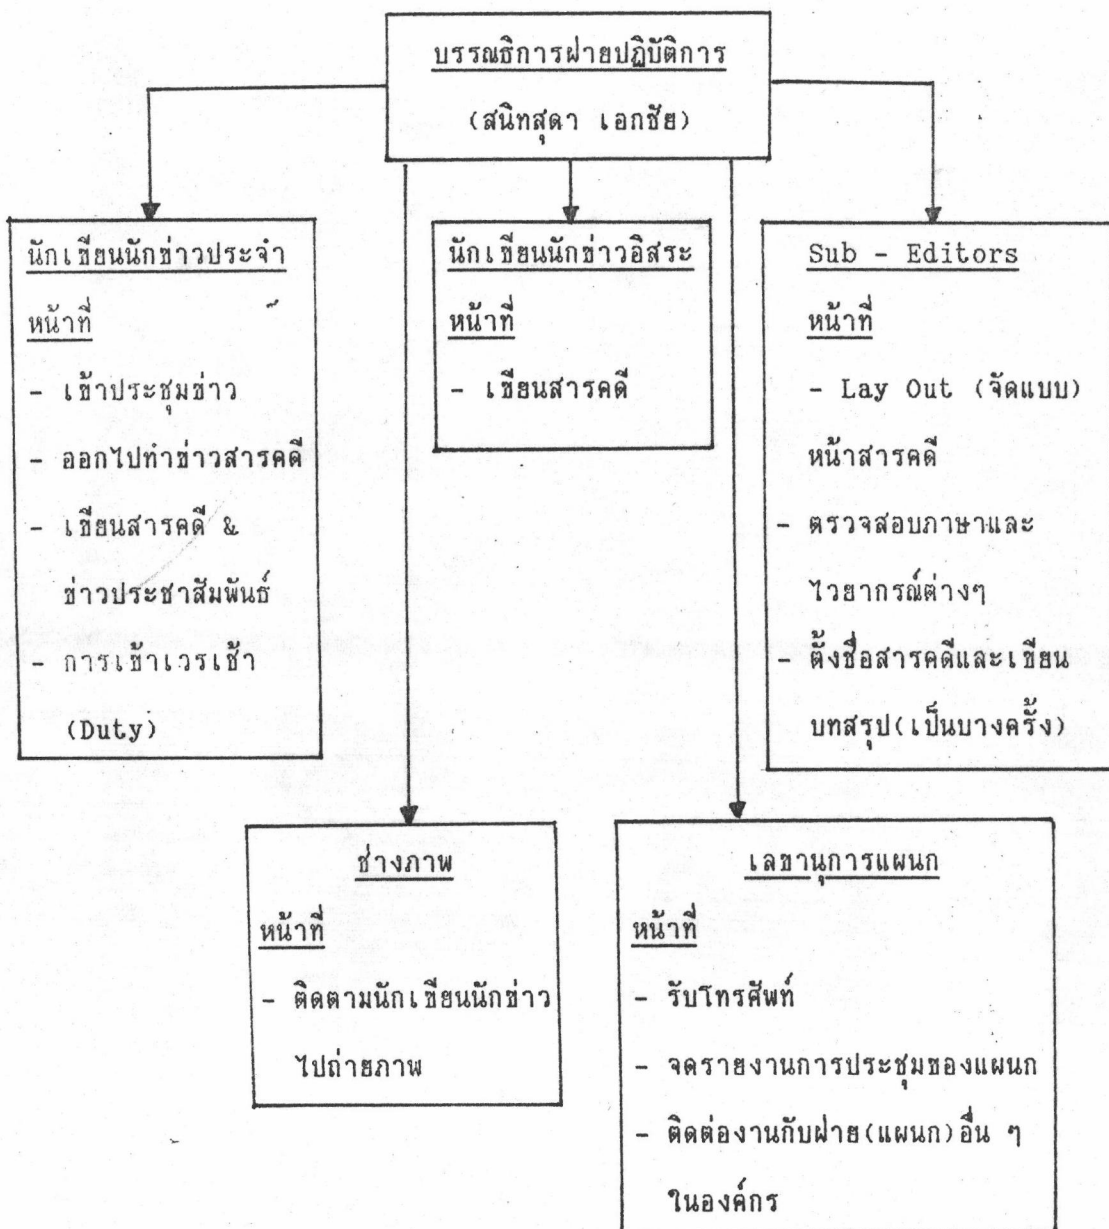 บรรณธิการฝ่ายปฏิบัติการ
(สนิทสุดา เอกชัย)
นักเขียนนักข่าวประจำ
หน้าที่
- เข้าประชุมข่าว
- ออกไปทำข่าวสารคดี
- เขียนสารคดี &
ข่าวประชาสัมพันธ์
- การเข้าเวรเช้า
(Duty)
นักเขียนนักข่าวอิสระ
หน้าที่
- เขียนสารคดี
Sub - Editors
หน้าที่
- Lay Out (จัดแบบ)
หน้าสารคดี
- ตรวจสอบภาษาและ
ไวยากรณ์ต่างๆ
- ตั้งชื่อสารคดีและเขียน
บทสรุป(เป็นบางครั้ง)
ช่างภาพ
หน้าที่
- ติดตามนักเขียนนักข่าว
ไปถ่ายภาพ
เลขานุการแผนก
หน้าที่
- รับโทรศัพท์
- จดรายงานการประชุมของแผนก
- ติดต่องานกับฝ่าย(แผนก)อื่น ๆ
ในองค์กร